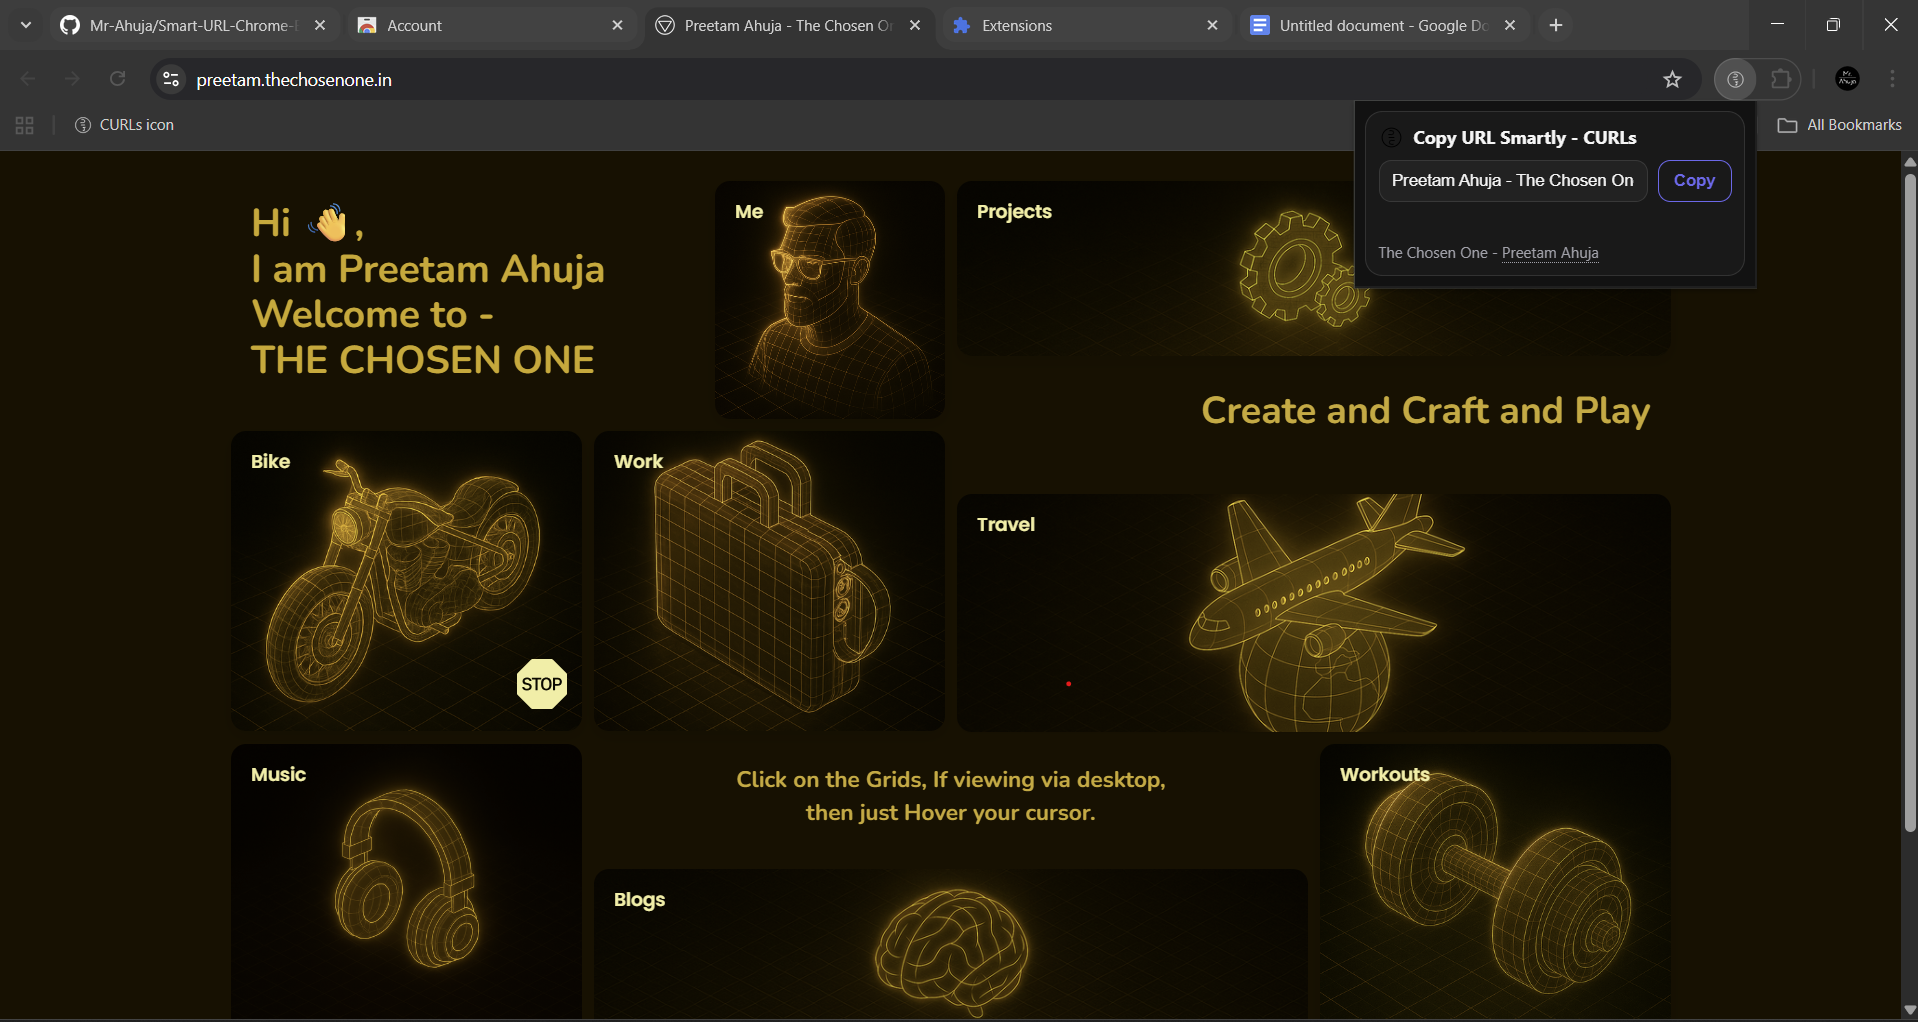 Mr-Ahuja/Smart-URL-Chrome-
Account
Preetam Ahuja - The Chosen On
Extensions
Untitled document - Google Do
preetam.thechosenone.in
CURLs icon
All Bookmarks
Copy URL Smartly - CURLs
Preetam Ahuja - The Chosen On
Copy
The Chosen One - Preetam Ahuja
Hi 👋,
I am Preetam Ahuja
Welcome to -
THE CHOSEN ONE
Me
Projects
Create and Craft and Play
Bike
STOP
Work
Travel
Music
Click on the Grids, If viewing via desktop,
then just Hover your cursor.
Workouts
Blogs